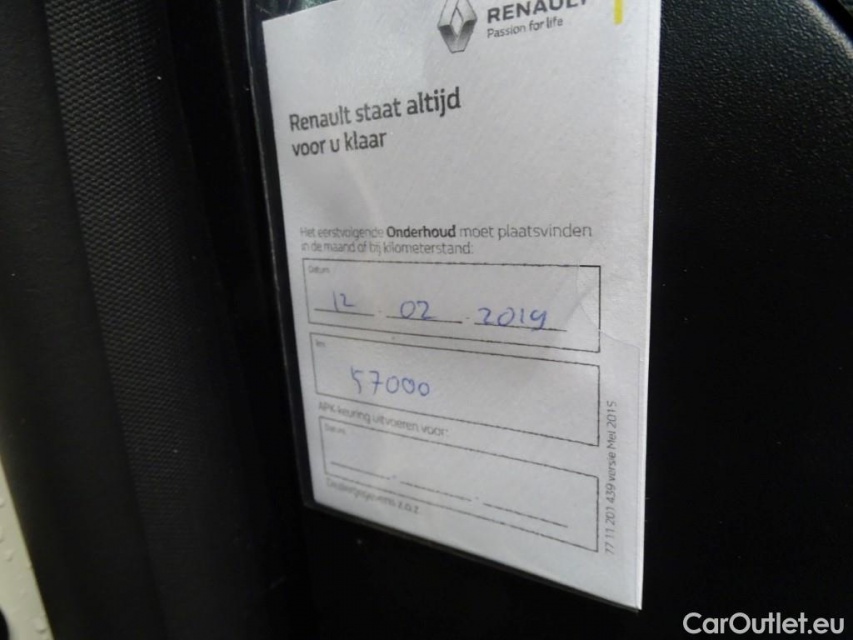 RENAULT
Passion for life
Renault staat altijd
voor u klaar
Het eerstvolgende Onderhoud moet plaatsvinden
in de maand of bij kilometerstand:
Datum
12 02 2019
km
57000
APK-keuring uitvoeren voor:
Datum
Dealergegevens z.o.z
77 11 201 439 versie Mei 2015
CarOutlet.eu